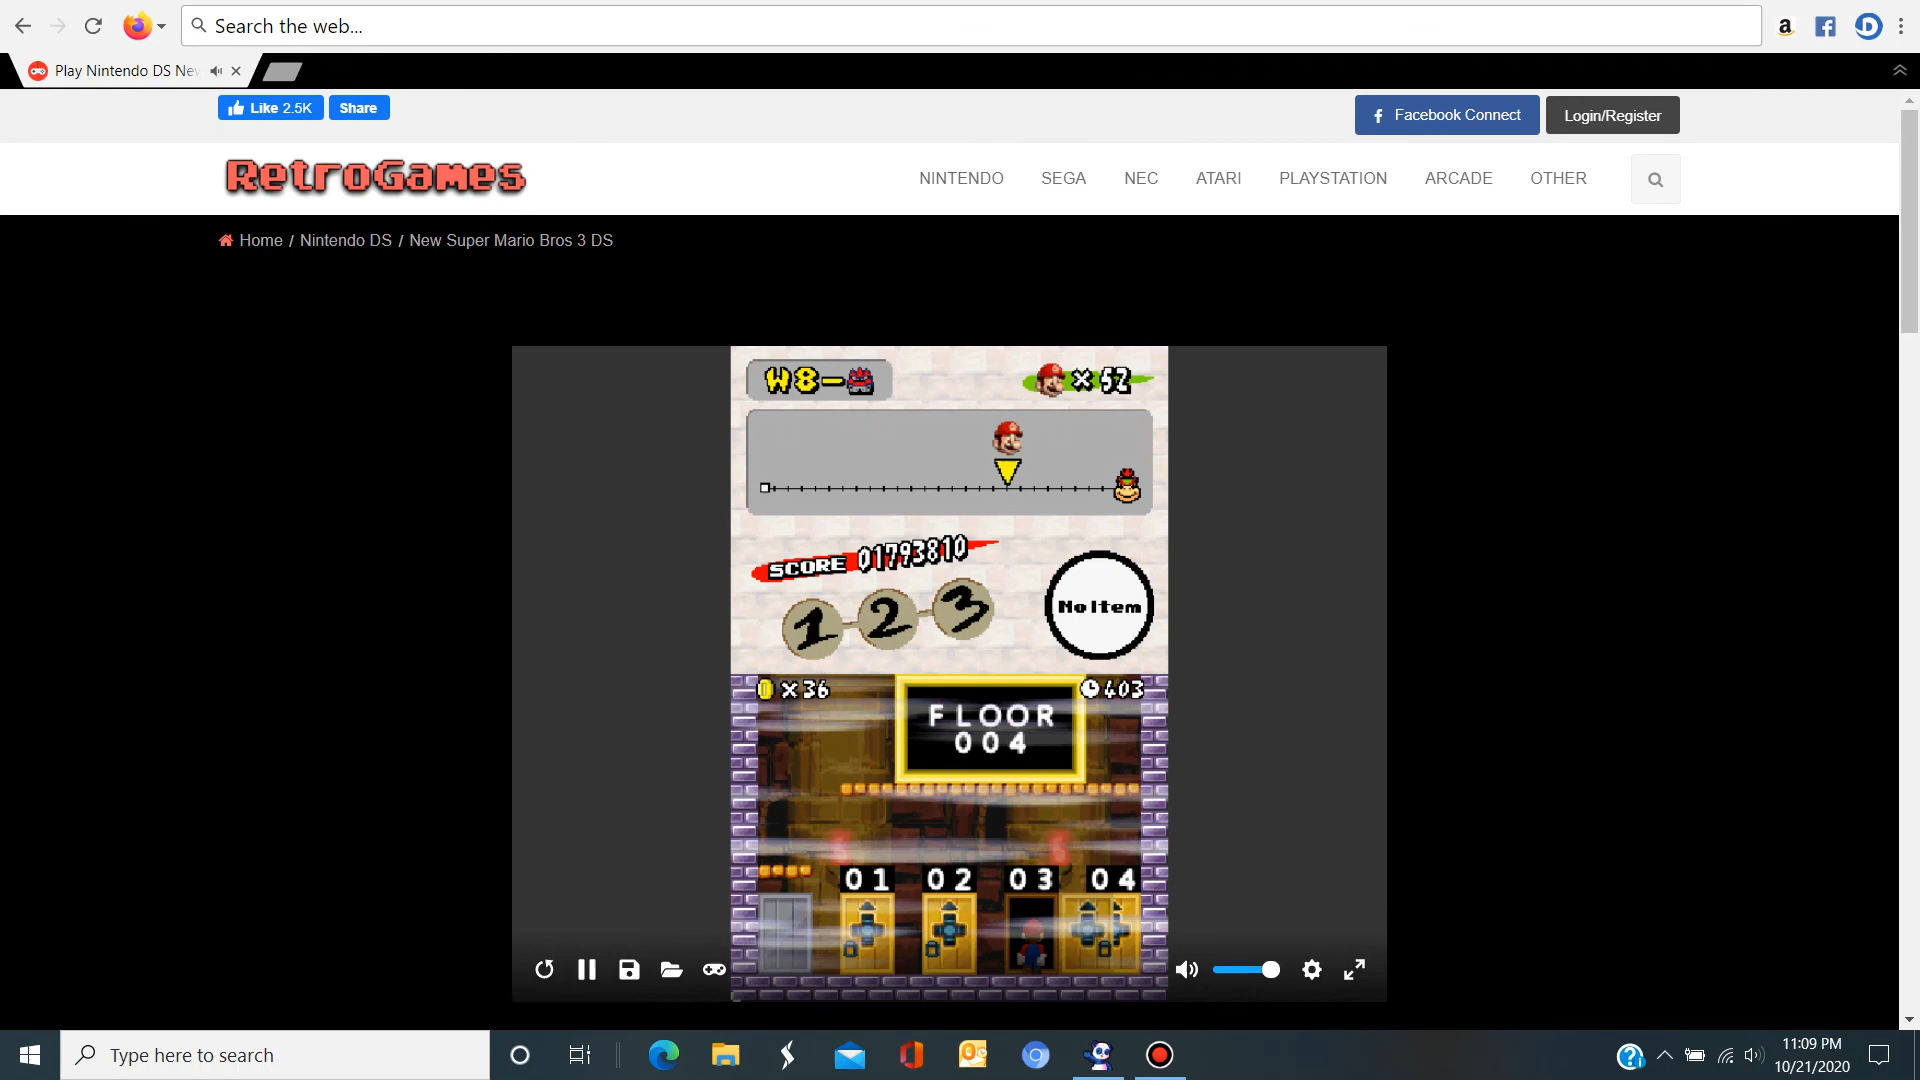 Search the web...
Play Nintendo DS Nev
Like 2.5K
Share
Facebook Connect
Login/Register
RetroGames
NINTENDO
SEGA
NEC
ATARI
PLAYSTATION
ARCADE
OTHER
Home / Nintendo DS / New Super Mario Bros 3 DS
W8-
×52
SCORE 01793810
1 2 3
No Item
×36
403
FLOOR
004
01 02 03 04
Type here to search
11:09 PM
10/21/2020